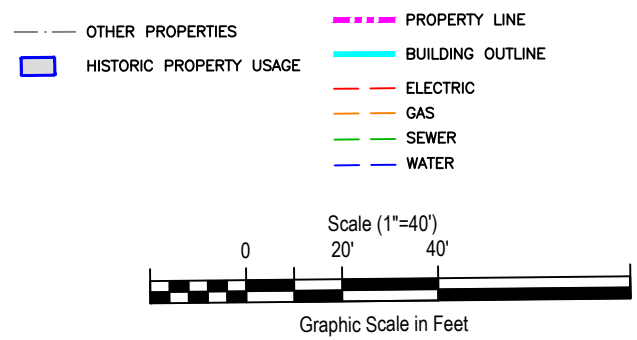 OTHER PROPERTIES
HISTORIC PROPERTY USAGE
PROPERTY LINE
BUILDING OUTLINE
ELECTRIC
GAS
SEWER
WATER
Scale (1"=40')
0 20' 40'
Graphic Scale in Feet